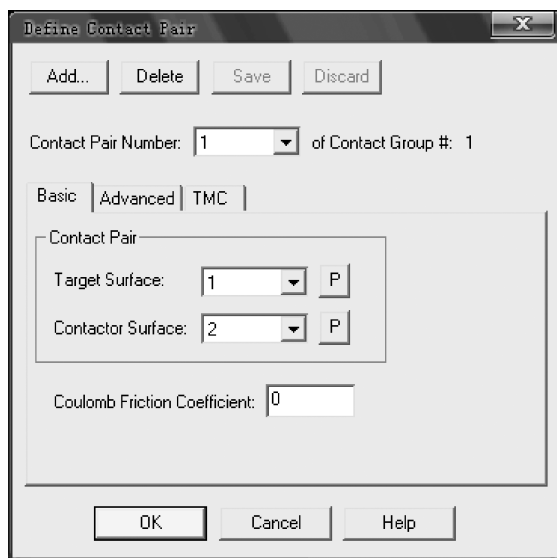 Define Contact Pair
Add... Delete Save Discard
Contact Pair Number: 1 of Contact Group #: 1
Basic Advanced TMC
Contact Pair
Target Surface: 1 P
Contactor Surface: 2 P
Coulomb Friction Coefficient: 0
OK Cancel Help